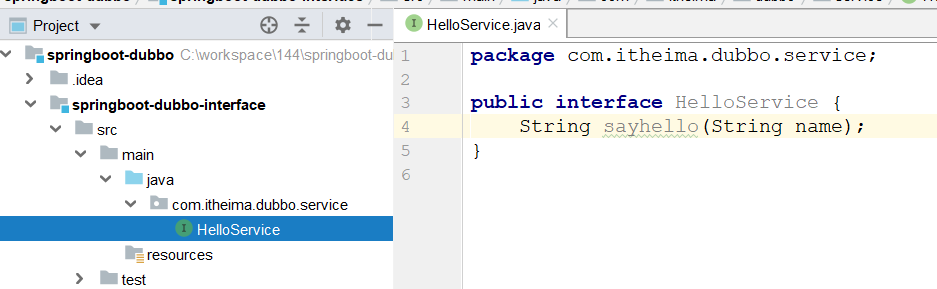 Project
springboot-dubbo C:\workspace\144\springboot-du
.idea
springboot-dubbo-interface
src
main
java
com.itheima.dubbo.service
HelloService
resources
test
HelloService.java
1 package com.itheima.dubbo.service;
2
3 public interface HelloService {
4 String sayhello(String name);
5 }
6